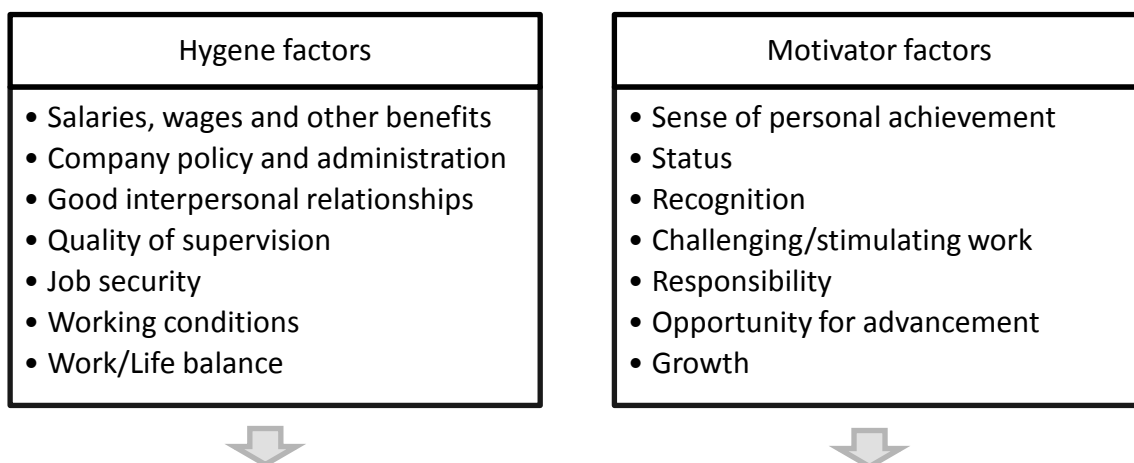 Hygene factors
• Salaries, wages and other benefits
• Company policy and administration
• Good interpersonal relationships
• Quality of supervision
• Job security
• Working conditions
• Work/Life balance
Motivator factors
• Sense of personal achievement
• Status
• Recognition
• Challenging/stimulating work
• Responsibility
• Opportunity for advancement
• Growth